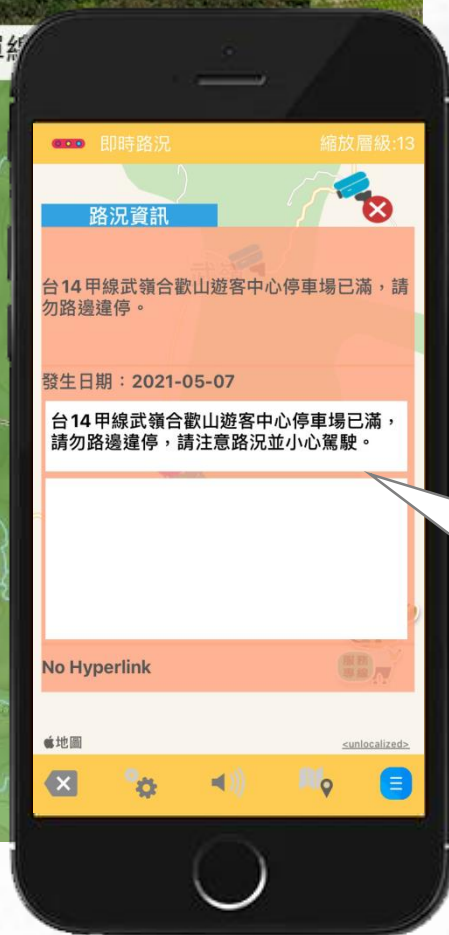 即時路況
縮放層級:13
路況資訊
台14甲線武嶺合歡山遊客中心停車場已滿，請
勿路邊違停。
發生日期：2021-05-07
台14甲線武嶺合歡山遊客中心停車場已滿，
請勿路邊違停，請注意路況並小心駕駛。
No Hyperlink
服務
專線
地圖
<unlocalized>